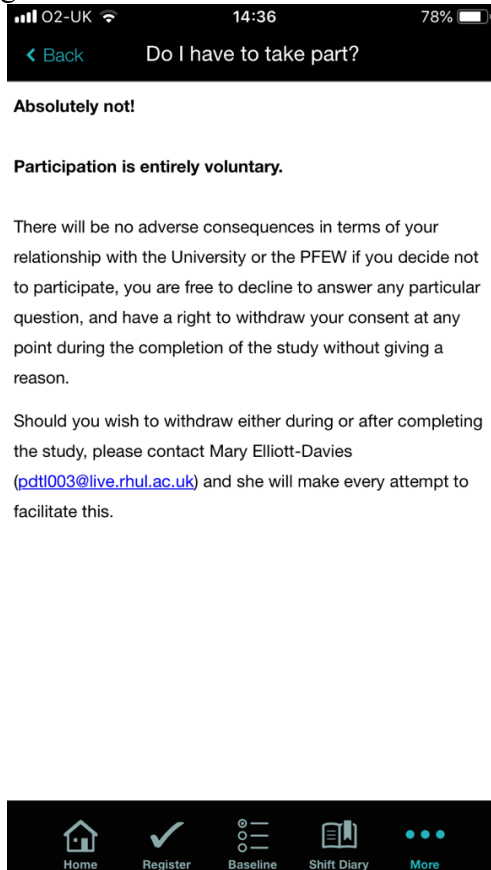 O2-UK 14:36 78%
Back Do I have to take part?
Absolutely not!
Participation is entirely voluntary.
There will be no adverse consequences in terms of your
relationship with the University or the PFEW if you decide not
to participate, you are free to decline to answer any particular
question, and have a right to withdraw your consent at any
point during the completion of the study without giving a
reason.
Should you wish to withdraw either during or after completing
the study, please contact Mary Elliott-Davies
(pdtl003@live.rhul.ac.uk) and she will make every attempt to
facilitate this.
Home Register Baseline Shift Diary More